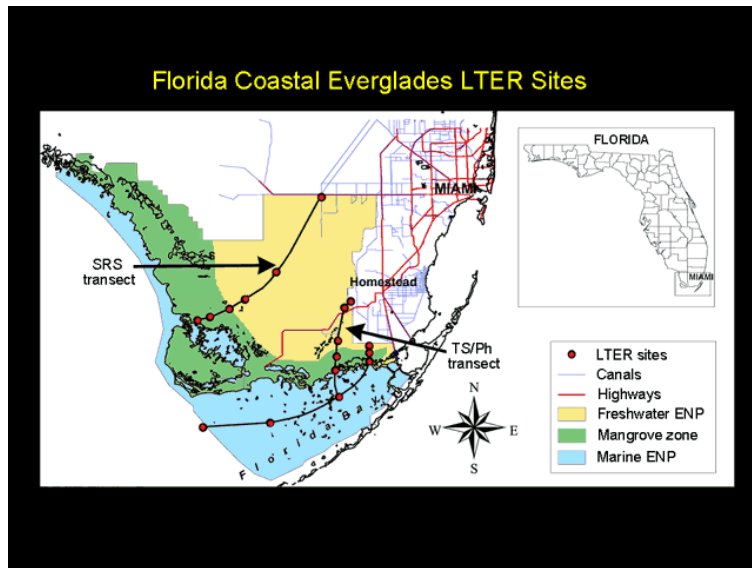 Florida Coastal Everglades LTER Sites
FLORIDA
MIAMI
MIAMI
SRS
transect
Homestead
TS/Ph
transect
LTER sites
Canals
Highways
Freshwater ENP
Mangrove zone
Marine ENP
N
W E
S
Florida Bay